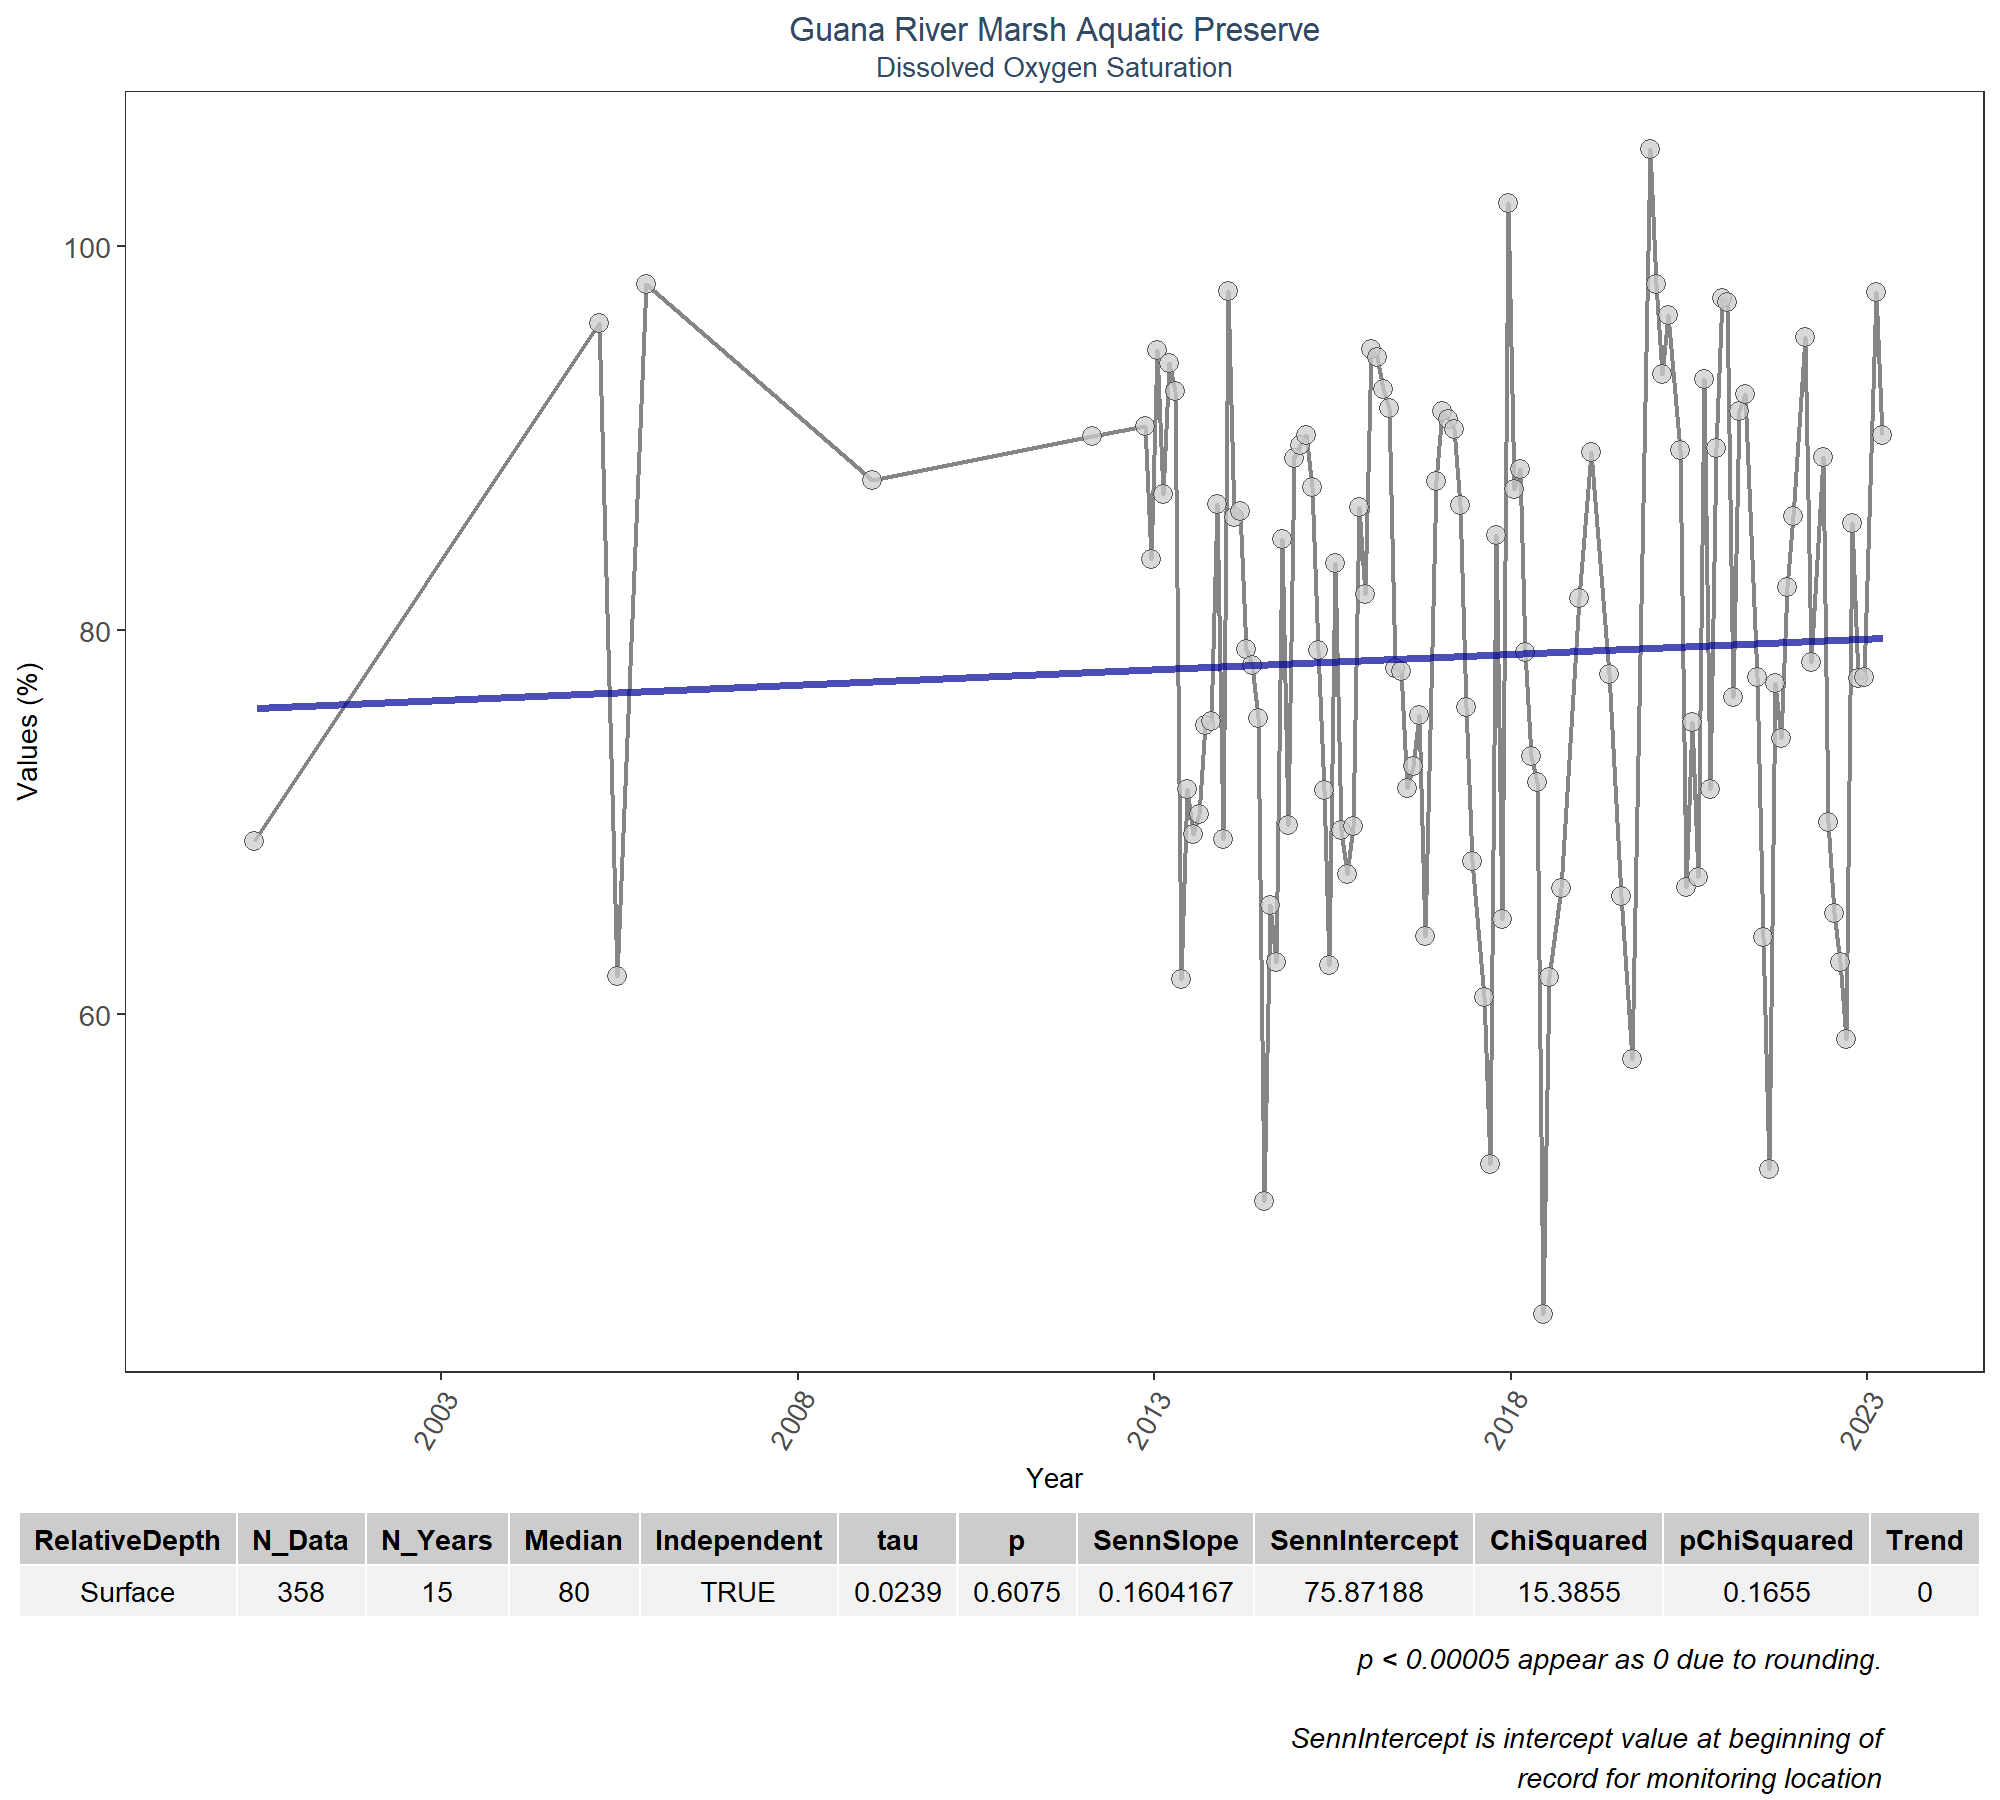 Guana River Marsh Aquatic Preserve
Dissolved Oxygen Saturation
Values (%)
100
80
60
2003
2008
2013
2018
2023
Year
RelativeDepth N_Data N_Years Median Independent tau p SennSlope SennIntercept ChiSquared pChiSquared Trend
Surface 358 15 80 TRUE 0.0239 0.6075 0.1604167 75.87188 15.3855 0.1655 0
p < 0.00005 appear as 0 due to rounding.
SennIntercept is intercept value at beginning of
record for monitoring location